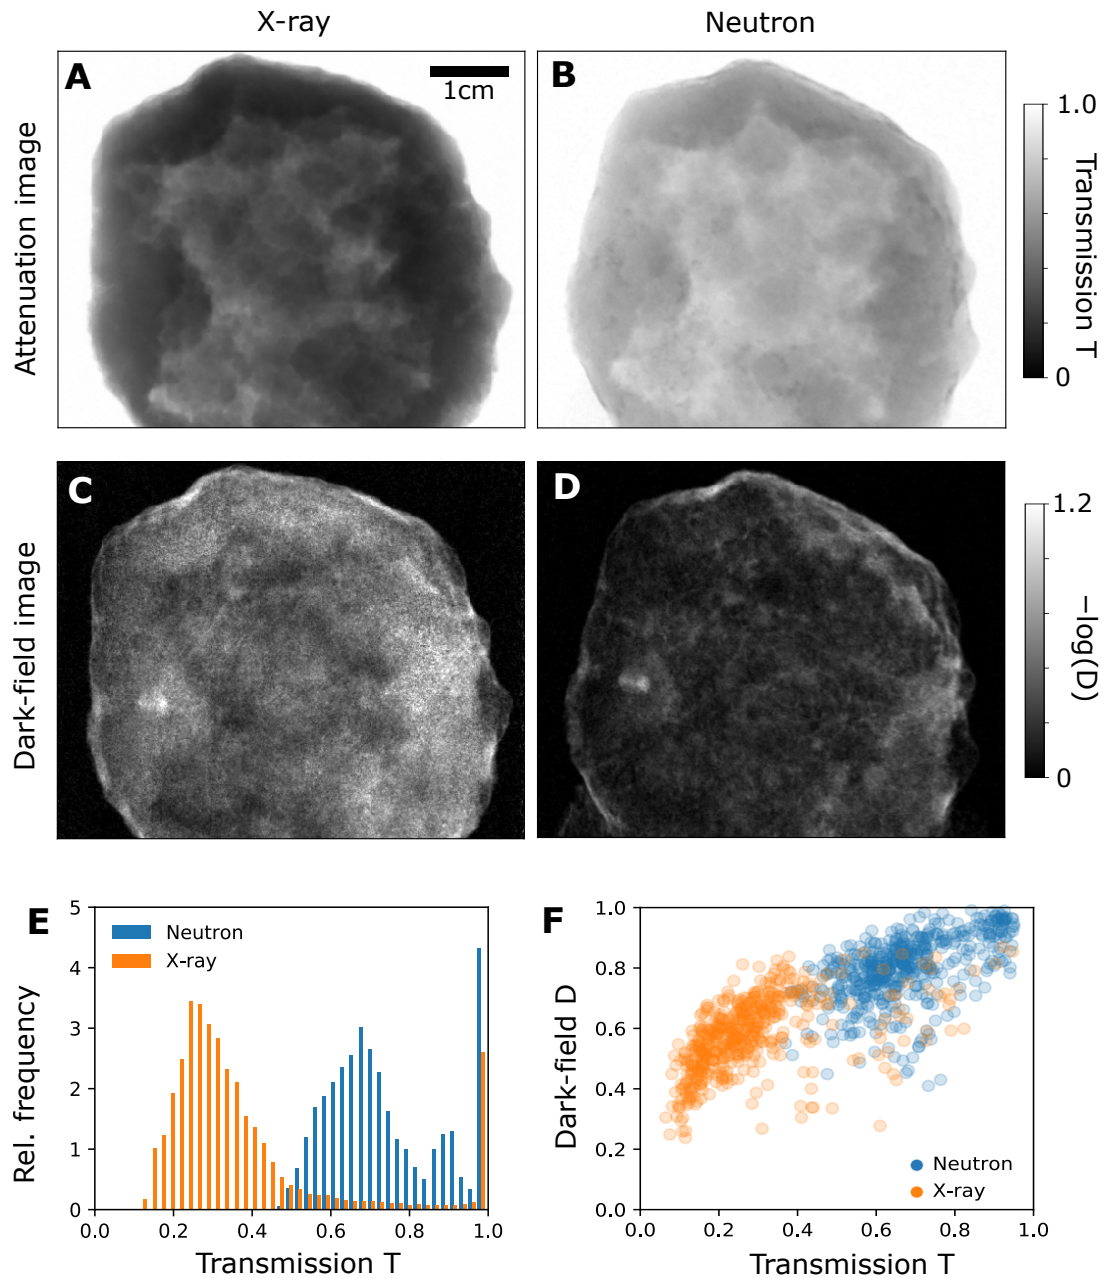 X-ray
Neutron
Attenuation image
A
1cm
B
1.0
Transmission T
0
Dark-field image
C
D
1.2
−log(D)
0
E
Rel. frequency
5
4
3
2
1
0
Neutron
X-ray
0.0 0.2 0.4 0.6 0.8 1.0
Transmission T
F
Dark-field D
1.0
0.8
0.6
0.4
0.2
0.0
Neutron
X-ray
0.0 0.2 0.4 0.6 0.8 1.0
Transmission T